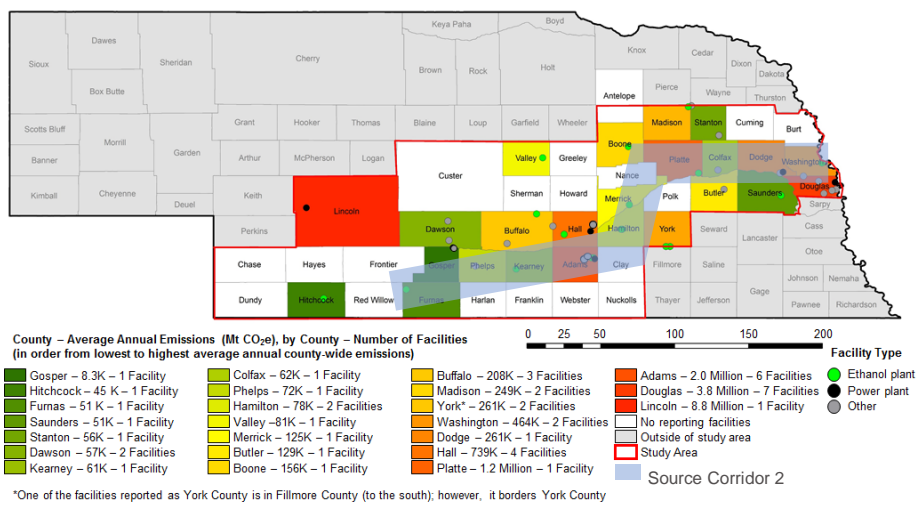 Boyd
Keya Paha
Dawes
Knox
Cedar
Sioux
Sheridan
Cherry
Dixon
Brown
Rock
Holt
Dakota
Box Butte
Pierce
Wayne
Antelope
Thurston
Scotts Bluff
Morrill
Grant
Hooker
Thomas
Blaine
Loup
Garfield
Wheeler
Madison
Stanton
Cuming
Burt
Boone
Banner
Garden
Arthur
McPherson
Logan
Valley
Greeley
Platte
Colfax
Dodge
Washington
Custer
Nance
Kimball
Cheyenne
Keith
Sherman
Howard
Merrick
Polk
Butler
Saunders
Douglas
Deuel
Lincoln
Sarpy
Perkins
Dawson
Buffalo
Hall
Hamilton
York
Seward
Lancaster
Cass
Otoe
Chase
Hayes
Frontier
Gosper
Phelps
Kearney
Adams
Clay
Fillmore
Saline
Johnson
Nemaha
Gage
Dundy
Hitchcock
Red Willow
Furnas
Harlan
Franklin
Webster
Nuckolls
Thayer
Jefferson
Pawnee
Richardson
County – Average Annual Emissions (Mt CO2e), by County – Number of Facilities
(in order from lowest to highest average annual county-wide emissions)
0 25 50 100 150 200
Facility Type
Gosper – 8.3K – 1 Facility
Hitchcock – 45 K – 1 Facility
Furnas – 51 K – 1 Facility
Saunders – 51K – 1 Facility
Stanton – 56K – 1 Facility
Dawson – 57K – 2 Facilities
Kearney – 61K – 1 Facility
Colfax – 62K – 1 Facility
Phelps – 72K – 1 Facility
Hamilton – 78K – 2 Facilities
Valley –81K – 1 Facility
Merrick – 125K – 1 Facility
Butler – 129K – 1 Facility
Boone – 156K – 1 Facility
Buffalo – 208K – 3 Facilities
Madison – 249K – 2 Facilities
York* – 261K – 2 Facilities
Washington – 464K – 2 Facilities
Dodge – 261K – 1 Facility
Hall – 739K – 4 Facilities
Platte – 1.2 Million – 1 Facility
Adams – 2.0 Million – 6 Facilities
Douglas – 3.8 Million – 7 Facilities
Lincoln – 8.8 Million – 1 Facility
No reporting facilities
Outside of study area
Study Area
Source Corridor 2
Ethanol plant
Power plant
Other
*One of the facilities reported as York County is in Fillmore County (to the south); however, it borders York County